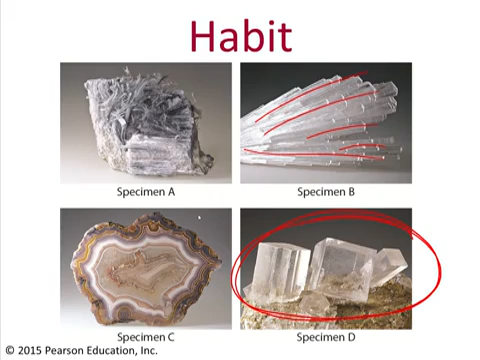 Habit
Specimen A
Specimen B
Specimen C
Specimen D
© 2015 Pearson Education, Inc.